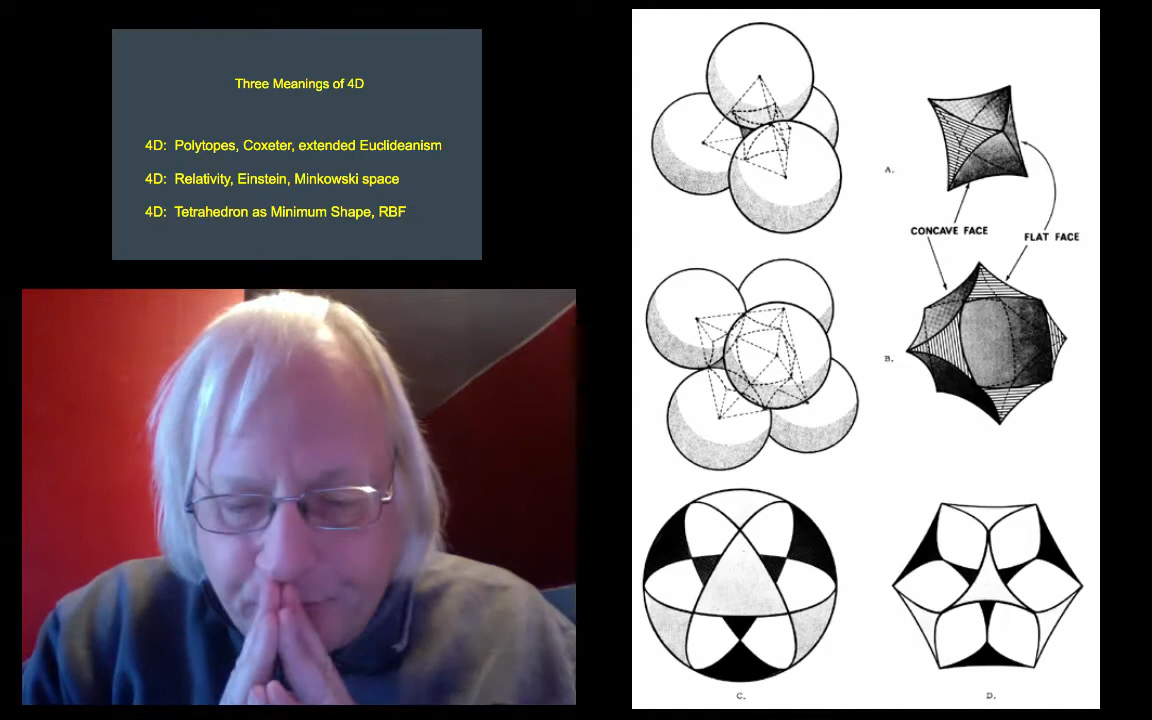 Three Meanings of 4D
4D: Polytopes, Coxeter, extended Euclideanism
4D: Relativity, Einstein, Minkowski space
4D: Tetrahedron as Minimum Shape, RBF
A.
CONCAVE FACE
FLAT FACE
B.
C.
D.